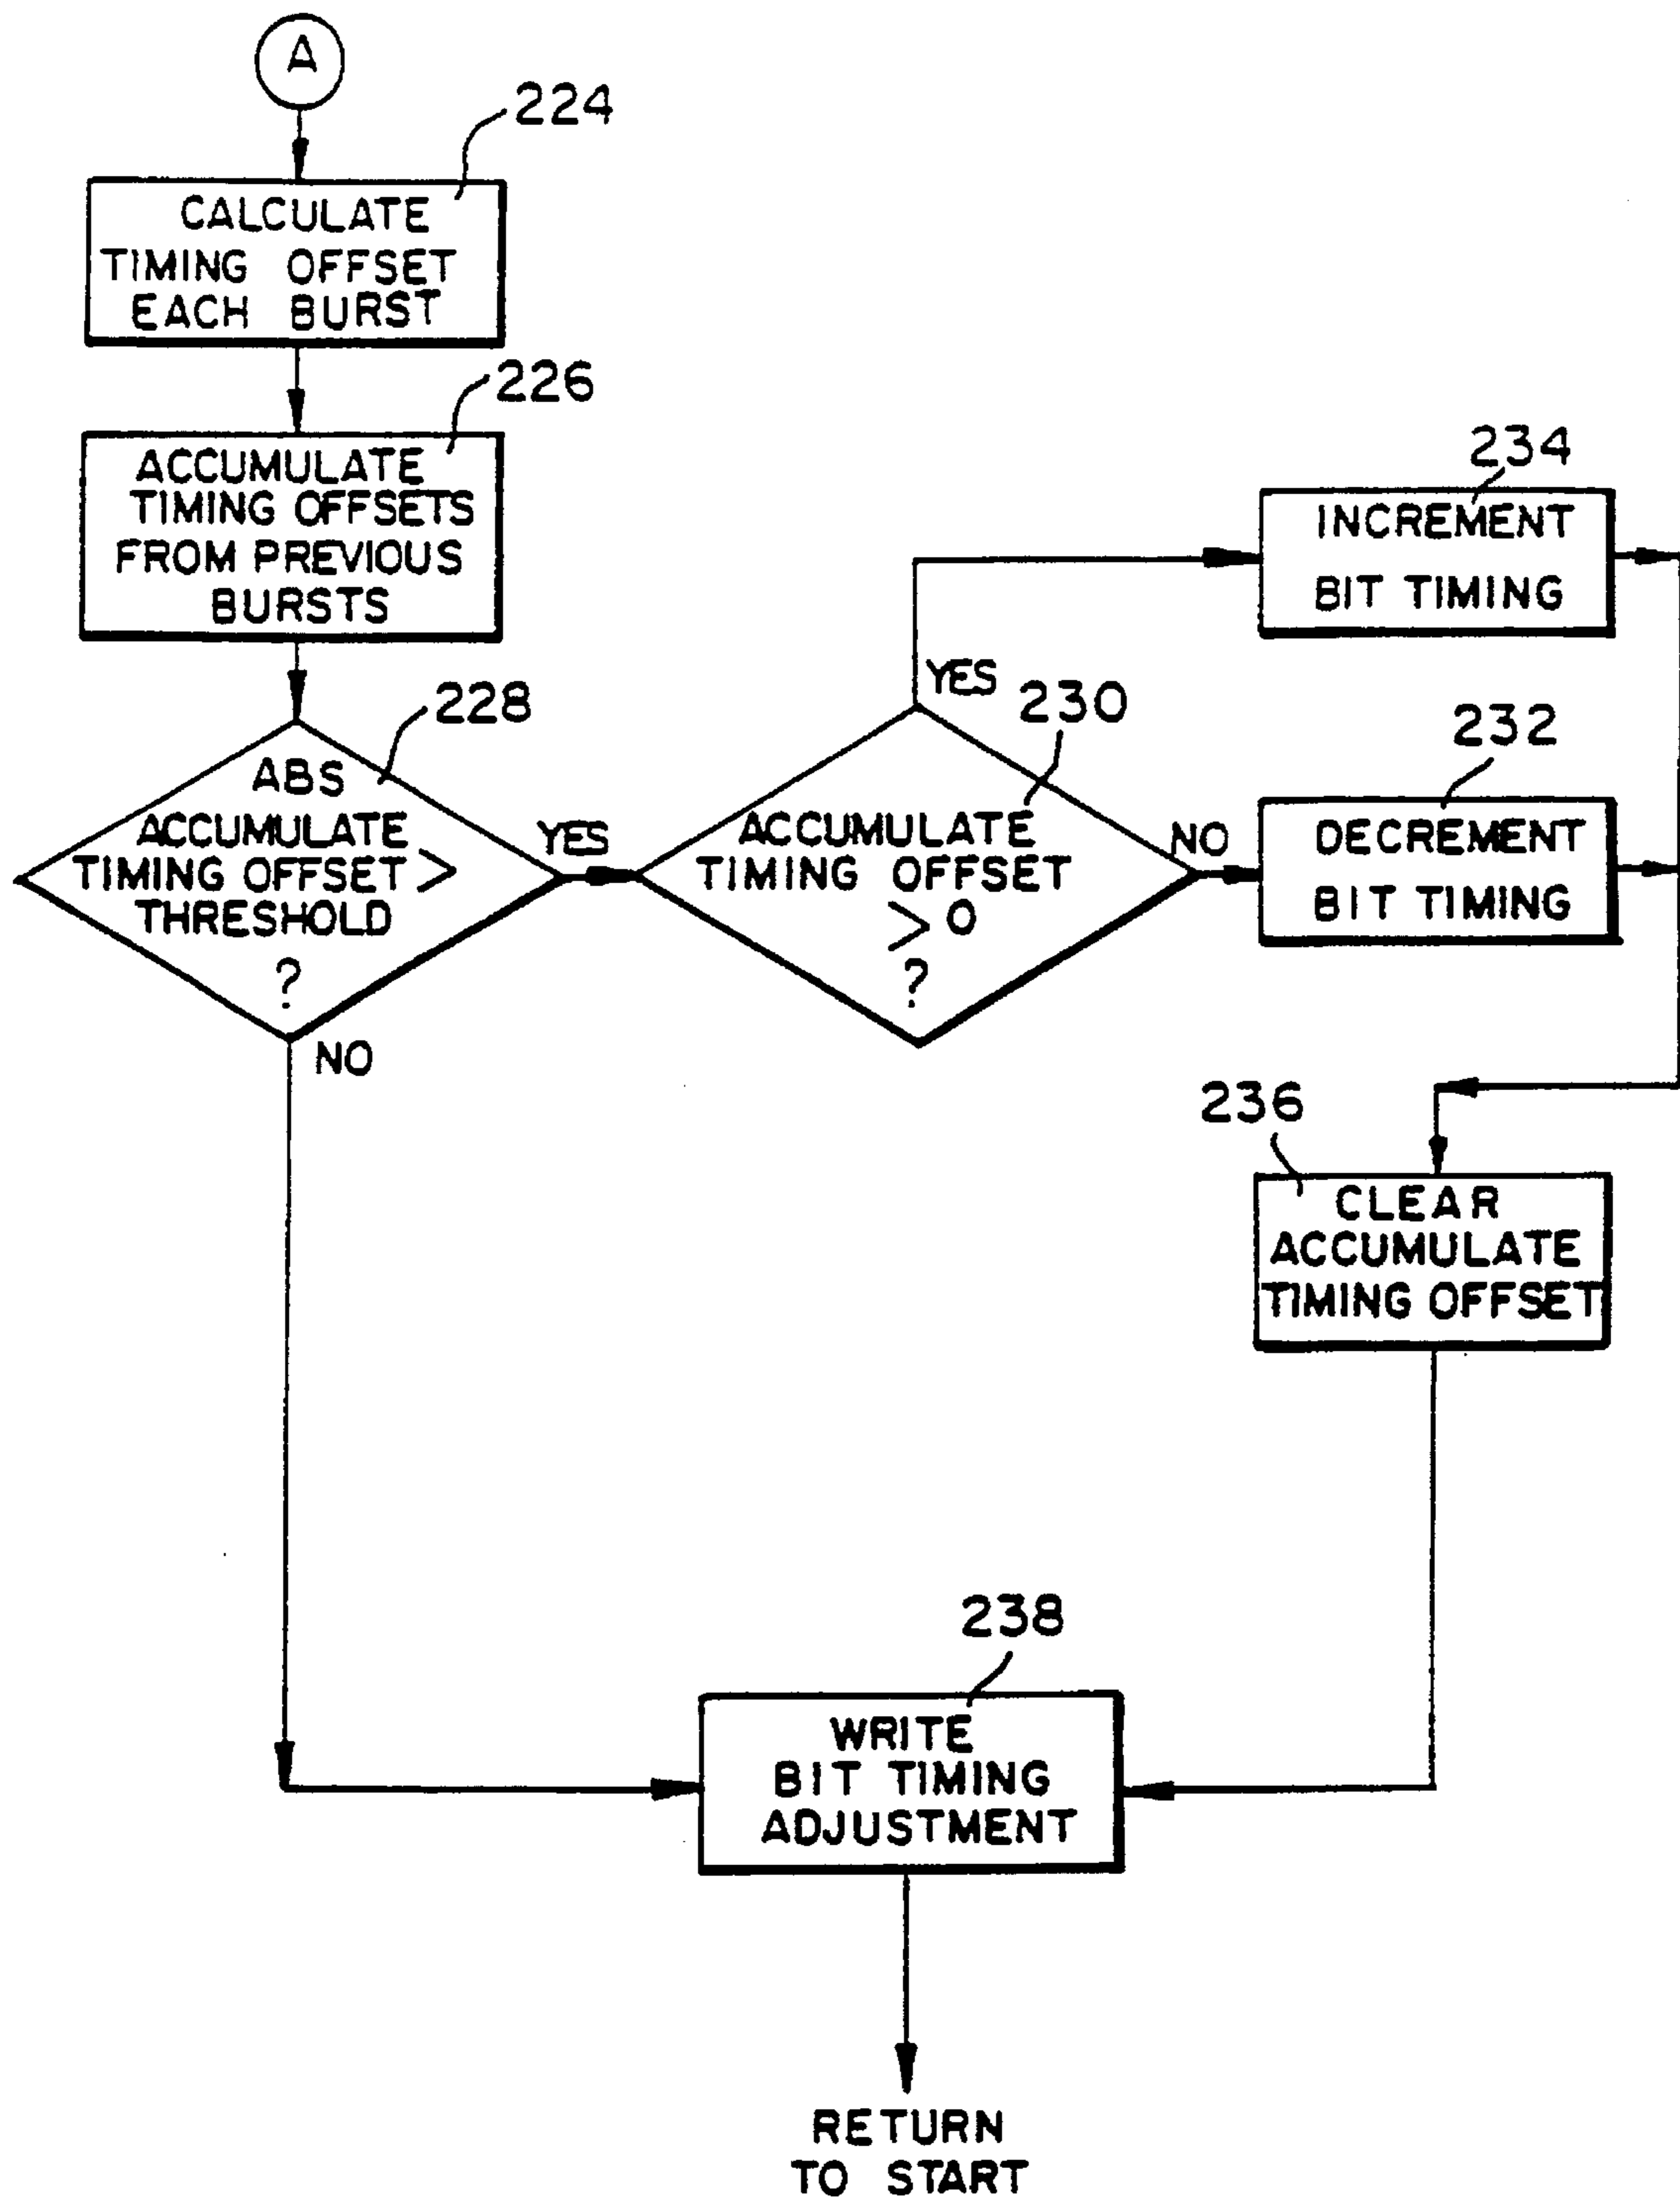 A
224
CALCULATE
TIMING OFFSET
EACH BURST
226
ACCUMULATE
TIMING OFFSETS
FROM PREVIOUS
BURSTS
228
ABS
ACCUMULATE
TIMING OFFSET >
THRESHOLD
?
YES
NO
230
ACCUMULATE
TIMING OFFSET
> 0
?
YES
NO
234
INCREMENT
BIT TIMING
232
DECREMENT
BIT TIMING
236
CLEAR
ACCUMULATE
TIMING OFFSET
238
WRITE
BIT TIMING
ADJUSTMENT
RETURN
TO START